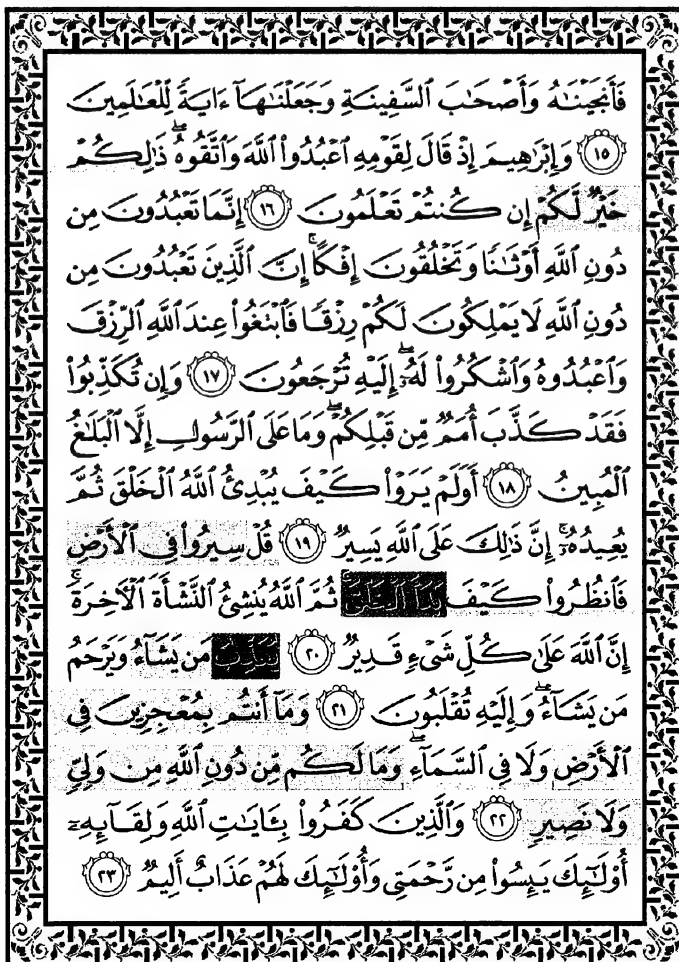 فَأَنجَيْنَٰهُ وَأَصْحَٰبَ ٱلسَّفِينَةِ وَجَعَلْنَٰهَآ ءَايَةً لِّلْعَٰلَمِينَ
١٥ وَإِبْرَٰهِيمَ إِذْ قَالَ لِقَوْمِهِ ٱعْبُدُوا۟ ٱللَّهَ وَٱتَّقُوهُ ۖ ذَٰلِكُمْ
خَيْرٌ لَّكُمْ إِن كُنتُمْ تَعْلَمُونَ ١٦ إِنَّمَا تَعْبُدُونَ مِن
دُونِ ٱللَّهِ أَوْثَٰنًا وَتَخْلُقُونَ إِفْكًا ۚ إِنَّ ٱلَّذِينَ تَعْبُدُونَ مِن
دُونِ ٱللَّهِ لَا يَمْلِكُونَ لَكُمْ رِزْقًا فَٱبْتَغُوا۟ عِندَ ٱللَّهِ ٱلرِّزْقَ
وَٱعْبُدُوهُ وَٱشْكُرُوا۟ لَهُۥٓ ۖ إِلَيْهِ تُرْجَعُونَ ١٧ وَإِن تُكَذِّبُوا۟
فَقَدْ كَذَّبَ أُمَمٌ مِّن قَبْلِكُمْ ۖ وَمَا عَلَى ٱلرَّسُولِ إِلَّا ٱلْبَلَٰغُ
ٱلْمُبِينُ ١٨ أَوَلَمْ يَرَوْا۟ كَيْفَ يُبْدِئُ ٱللَّهُ ٱلْخَلْقَ ثُمَّ
يُعِيدُهُۥٓ ۚ إِنَّ ذَٰلِكَ عَلَى ٱللَّهِ يَسِيرٌ ١٩ قُلْ سِيرُوا۟ فِى ٱلْأَرْضِ
فَٱنظُرُوا۟ كَيْفَ بَدَأَ ٱلْخَلْقَ ۚ ثُمَّ ٱللَّهُ يُنشِئُ ٱلنَّشْأَةَ ٱلْءَاخِرَةَ ۚ
إِنَّ ٱللَّهَ عَلَىٰ كُلِّ شَىْءٍ قَدِيرٌ ٢٠ يُعَذِّبُ مَن يَشَآءُ وَيَرْحَمُ
مَن يَشَآءُ ۖ وَإِلَيْهِ تُقْلَبُونَ ٢١ وَمَآ أَنتُم بِمُعْجِزِينَ فِى
ٱلْأَرْضِ وَلَا فِى ٱلسَّمَآءِ ۖ وَمَا لَكُم مِّن دُونِ ٱللَّهِ مِن وَلِىٍّ
وَلَا نَصِيرٍ ٢٢ وَٱلَّذِينَ كَفَرُوا۟ بِـَٔايَٰتِ ٱللَّهِ وَلِقَآئِهِۦٓ
أُو۟لَٰٓئِكَ يَئِسُوا۟ مِن رَّحْمَتِى وَأُو۟لَٰٓئِكَ لَهُمْ عَذَابٌ أَلِيمٌ ٢٣